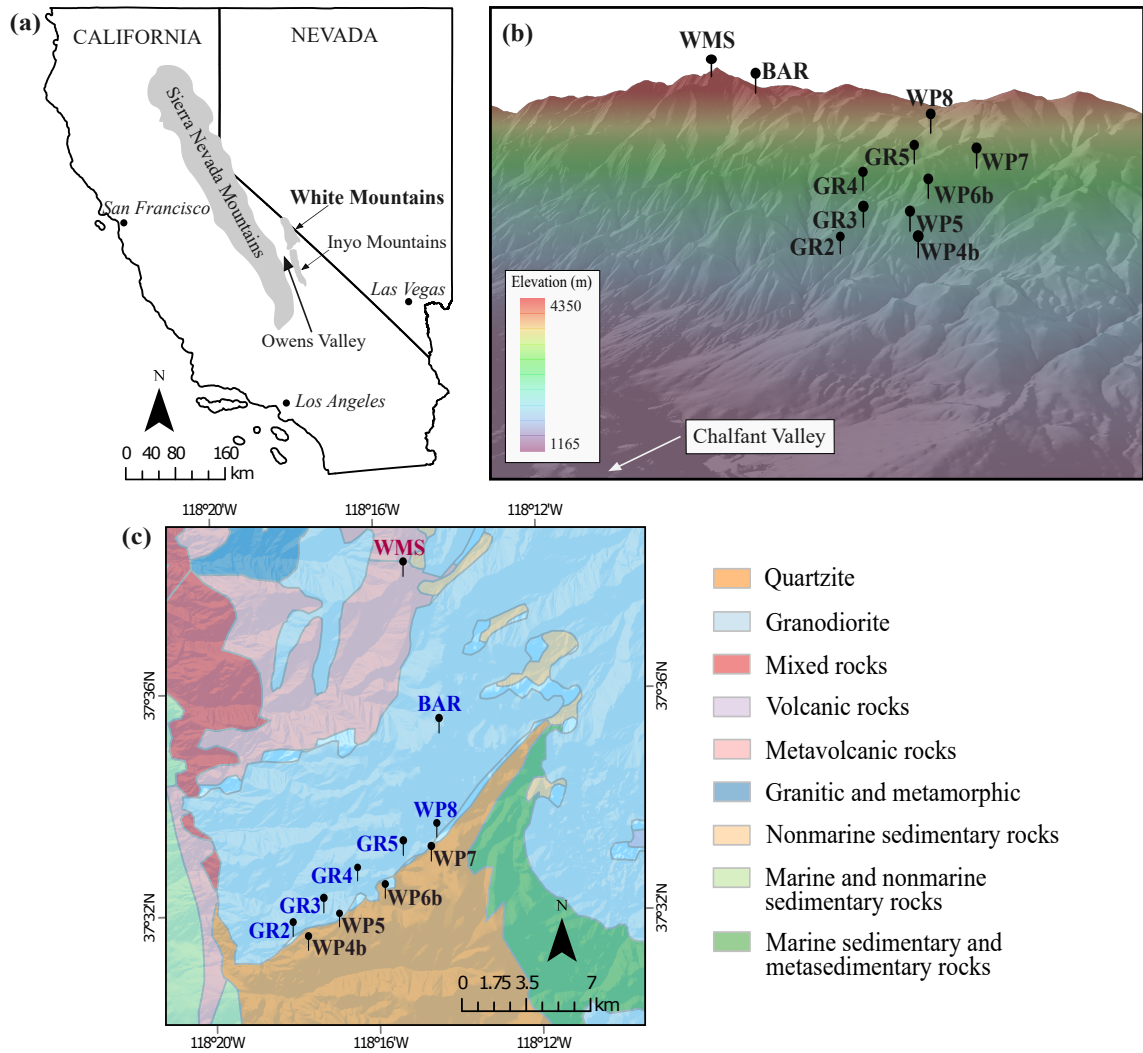 (a)
CALIFORNIA
NEVADA
Sierra Nevada Mountains
San Francisco
White Mountains
Inyo Mountains
Las Vegas
Owens Valley
Los Angeles
N
0 40 80 160
km
(b)
WMS
BAR
WP8
GR5
WP7
GR4
WP6b
GR3
WP5
GR2
WP4b
Elevation (m)
4350
1165
Chalfant Valley
118°20'W
118°16'W
118°12'W
(c)
WMS
37°36'N
37°36'N
BAR
WP8
GR5
WP7
GR4
WP6b
GR3
WP5
GR2
WP4b
37°32'N
37°32'N
N
0 1.75 3.5 7
km
118°20'W
118°16'W
118°12'W
Quartzite
Granodiorite
Mixed rocks
Volcanic rocks
Metavolcanic rocks
Granitic and metamorphic
Nonmarine sedimentary rocks
Marine and nonmarine
sedimentary rocks
Marine sedimentary and
metasedimentary rocks